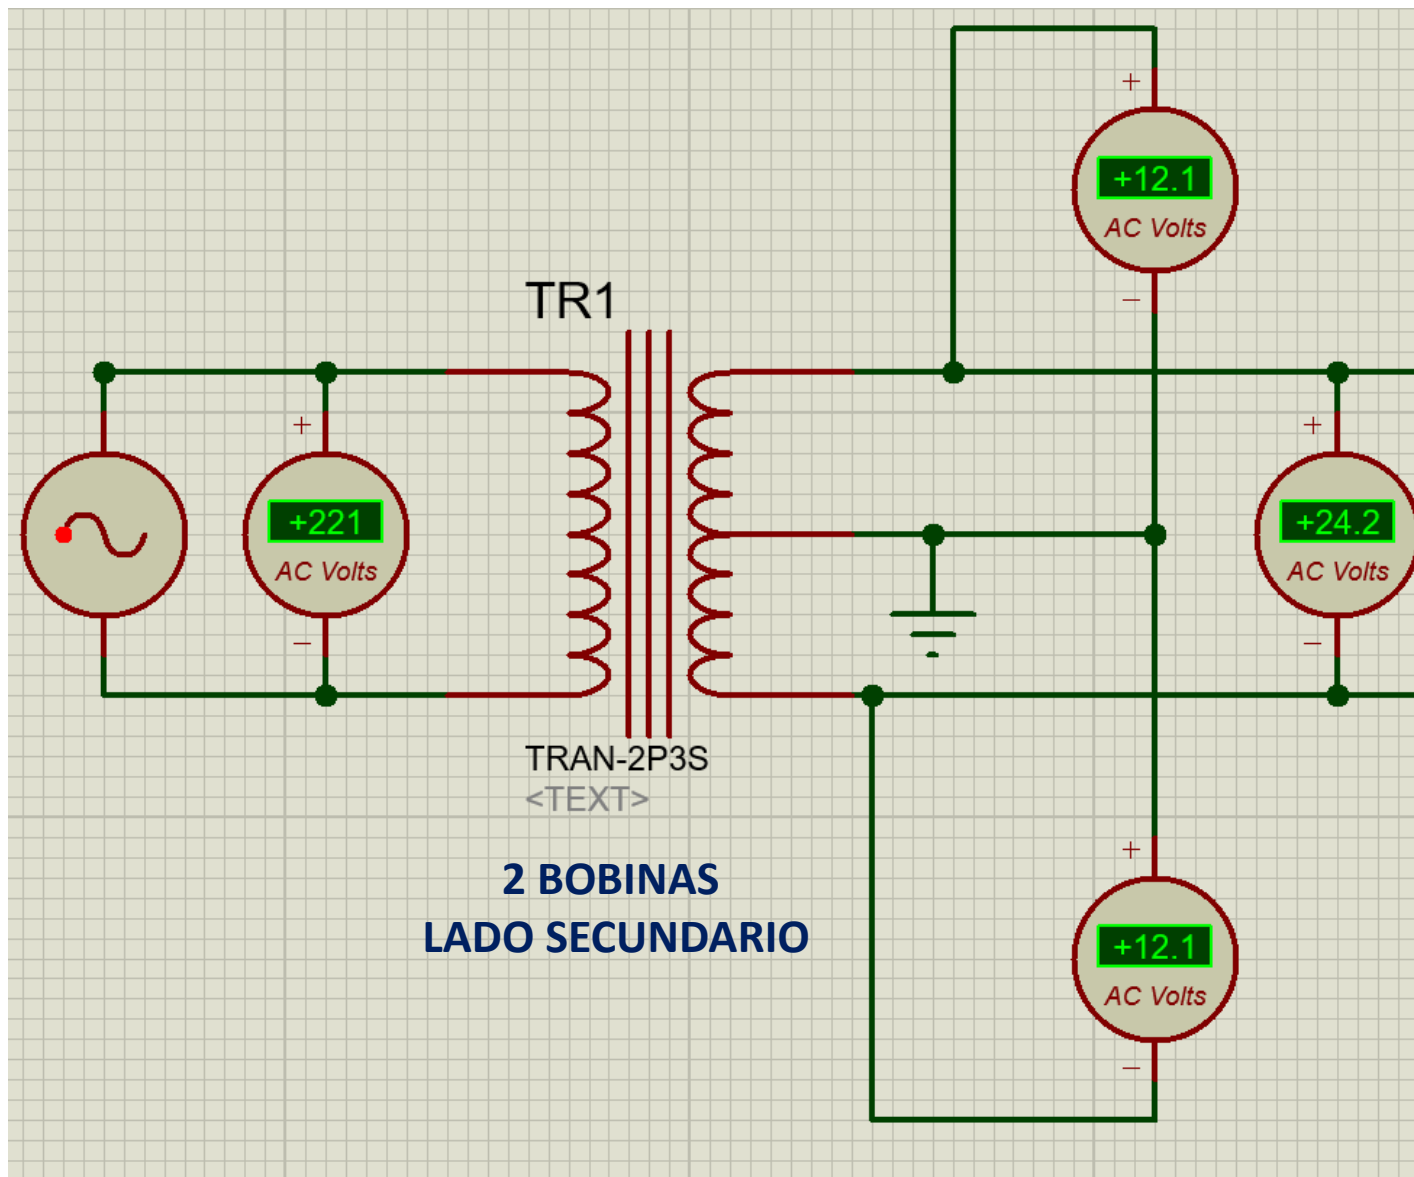 +
+12.1
AC Volts
−
TR1
+
+221
AC Volts
−
+
+24.2
AC Volts
−
TRAN-2P3S
<TEXT>
2 BOBINAS
LADO SECUNDARIO
+
+12.1
AC Volts
−